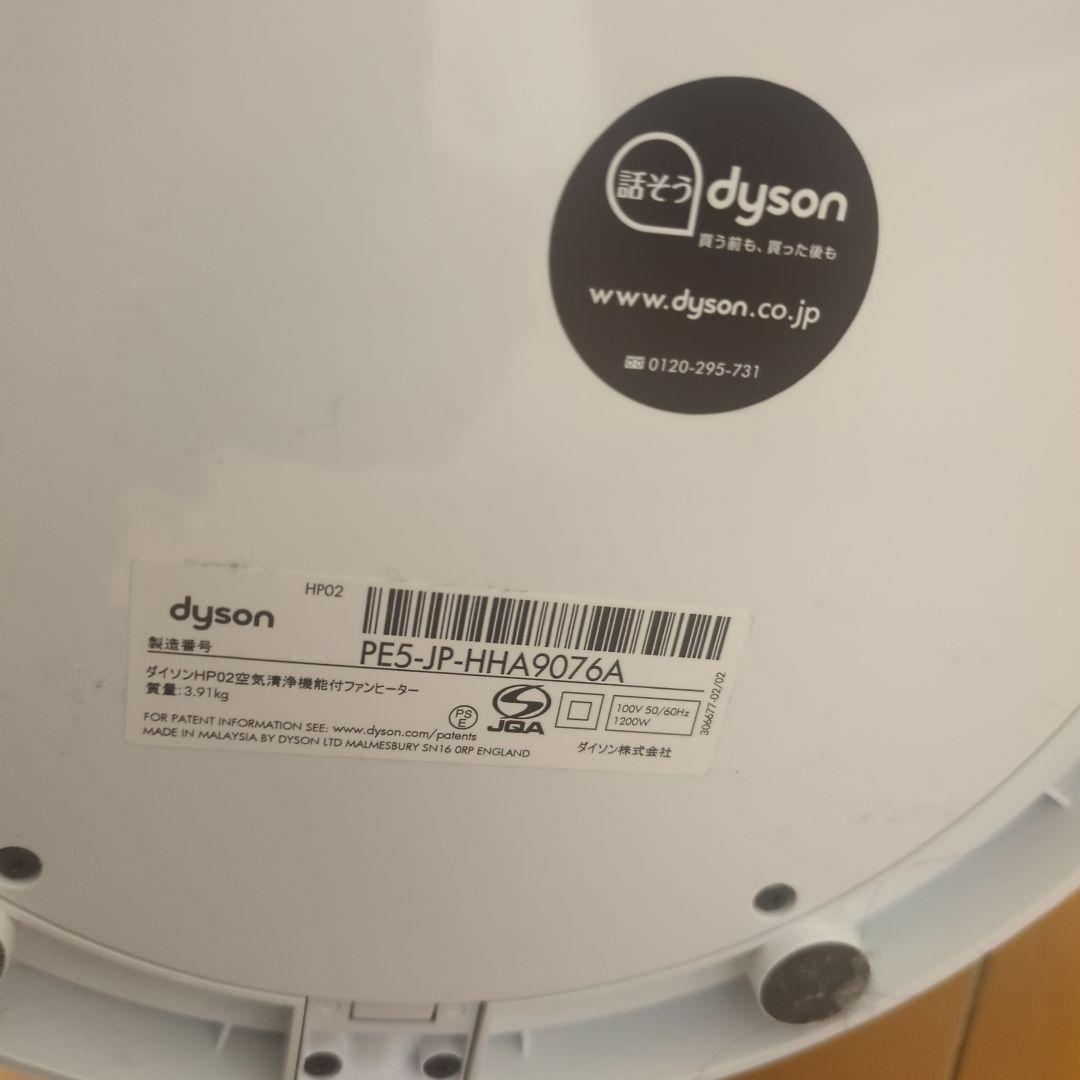 話そう dyson
買う前も、買った後も
www.dyson.co.jp
0120-295-731
dyson HP02
製造番号 PE5-JP-HHA9076A
ダイソンHP02空気清浄機能付ファンヒーター
質量:3.91kg
PS E JQA
100V 50/60Hz
1200W
FOR PATENT INFORMATION SEE: www.dyson.com/patents
MADE IN MALAYSIA BY DYSON LTD MALMESBURY SN16 0RP ENGLAND
ダイソン株式会社
306677-02/02